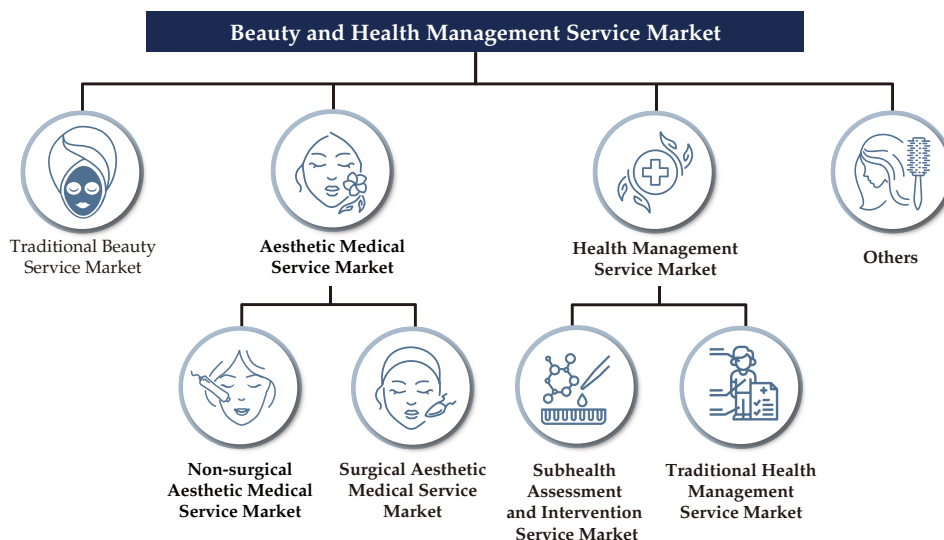 Beauty and Health Management Service Market
Traditional Beauty
Service Market
Aesthetic Medical
Service Market
Health Management
Service Market
Others
Non-surgical
Aesthetic Medical
Service Market
Surgical Aesthetic
Medical Service
Market
Subhealth
Assessment
and Intervention
Service Market
Traditional Health
Management
Service Market